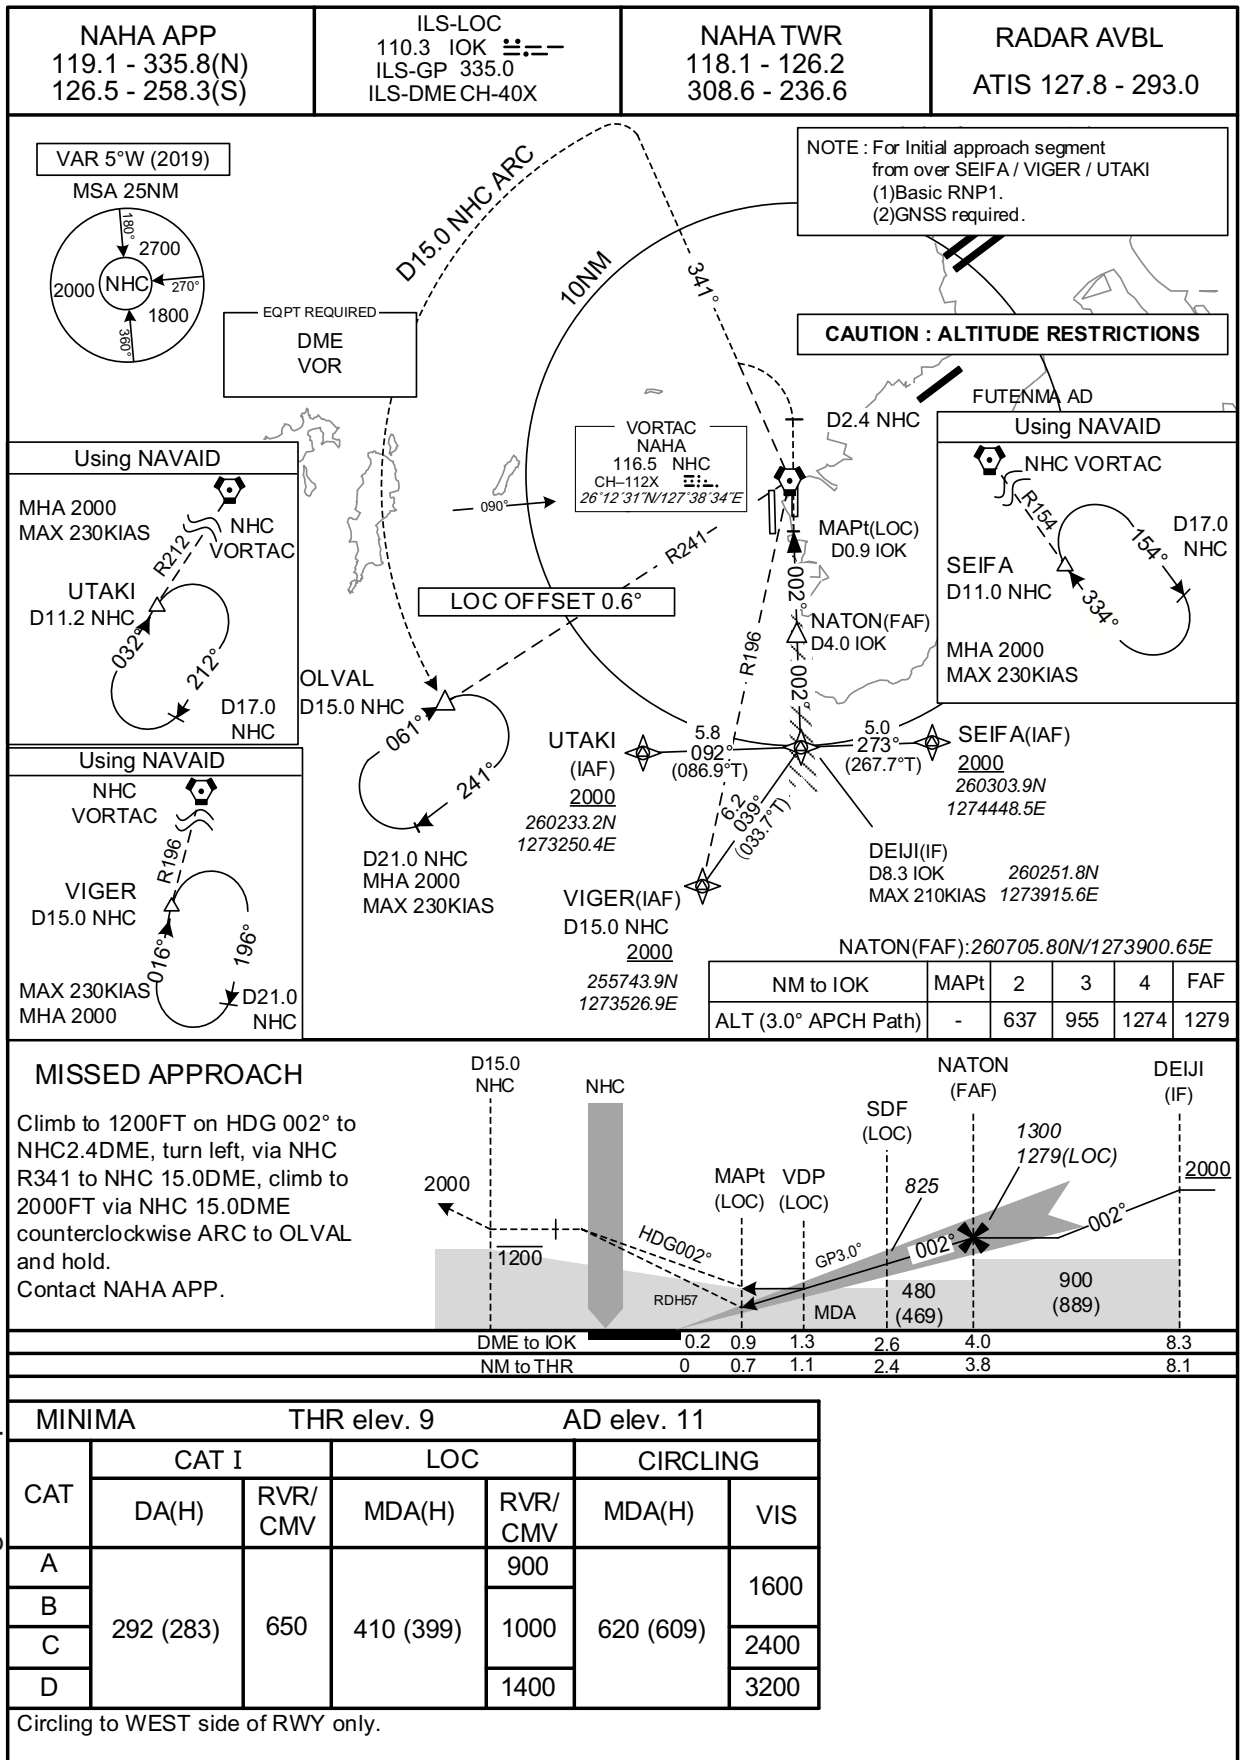 NAHA APP
119.1 - 335.8(N)
126.5 - 258.3(S)
ILS-LOC
110.3 IOK
ILS-GP 335.0
ILS-DME CH-40X
NAHA TWR
118.1 - 126.2
308.6 - 236.6
RADAR AVBL
ATIS 127.8 - 293.0
VAR 5°W (2019)
MSA 25NM
180°
2700
NHC
270°
2000
1800
360°
D15.0 NHC ARC
10NM
341°
NOTE : For Initial approach segment
from over SEIFA / VIGER / UTAKI
(1)Basic RNP1.
(2)GNSS required.
EQPT REQUIRED
DME
VOR
CAUTION : ALTITUDE RESTRICTIONS
FUTENMA AD
D2.4 NHC
VORTAC
NAHA
116.5 NHC
CH–112X
26°12'31"N/127°38'34"E
090°
R241
MAPt(LOC)
D0.9 IOK
LOC OFFSET 0.6°
002°
NATON(FAF)
D4.0 IOK
R196
002°
Using NAVAID
MHA 2000
MAX 230KIAS
NHC
VORTAC
R212
UTAKI
D11.2 NHC
032°
212°
D17.0
NHC
Using NAVAID
NHC VORTAC
R154
154°
D17.0
NHC
SEIFA
D11.0 NHC
334°
MHA 2000
MAX 230KIAS
Using NAVAID
NHC
VORTAC
R196
VIGER
D15.0 NHC
016°
196°
MAX 230KIAS
MHA 2000
D21.0
NHC
OLVAL
D15.0 NHC
061°
241°
D21.0 NHC
MHA 2000
MAX 230KIAS
UTAKI
(IAF)
2000
260233.2N
1273250.4E
5.8
092°
(086.9°T)
5.0
273°
(267.7°T)
SEIFA(IAF)
2000
260303.9N
1274448.5E
6.2
039°
(033.7°T)
DEIJI(IF)
D8.3 IOK
MAX 210KIAS
260251.8N
1273915.6E
VIGER(IAF)
D15.0 NHC
2000
255743.9N
1273526.9E
NATON(FAF):260705.80N/1273900.65E
NM to IOK MAPt 2 3 4 FAF
ALT (3.0° APCH Path) - 637 955 1274 1279
MISSED APPROACH
Climb to 1200FT on HDG 002° to
NHC2.4DME, turn left, via NHC
R341 to NHC 15.0DME, climb to
2000FT via NHC 15.0DME
counterclockwise ARC to OLVAL
and hold.
Contact NAHA APP.
D15.0
NHC
NHC
NATON
(FAF)
DEIJI
(IF)
SDF
(LOC)
1300
1279(LOC)
MAPt
(LOC)
VDP
(LOC)
825
2000
2000
1200
HDG002°
GP3.0°
002°
002°
RDH57
MDA
480
(469)
900
(889)
DME to IOK 0.2 0.9 1.3 2.6 4.0 8.3
NM to THR 0 0.7 1.1 2.4 3.8 8.1
MINIMA THR elev. 9 AD elev. 11
CAT CAT I LOC CIRCLING
DA(H) RVR/CMV MDA(H) RVR/CMV MDA(H) VIS
A 292 (283) 650 410 (399) 900 620 (609) 1600
B 1000
C 2400
D 1400 3200
Circling to WEST side of RWY only.